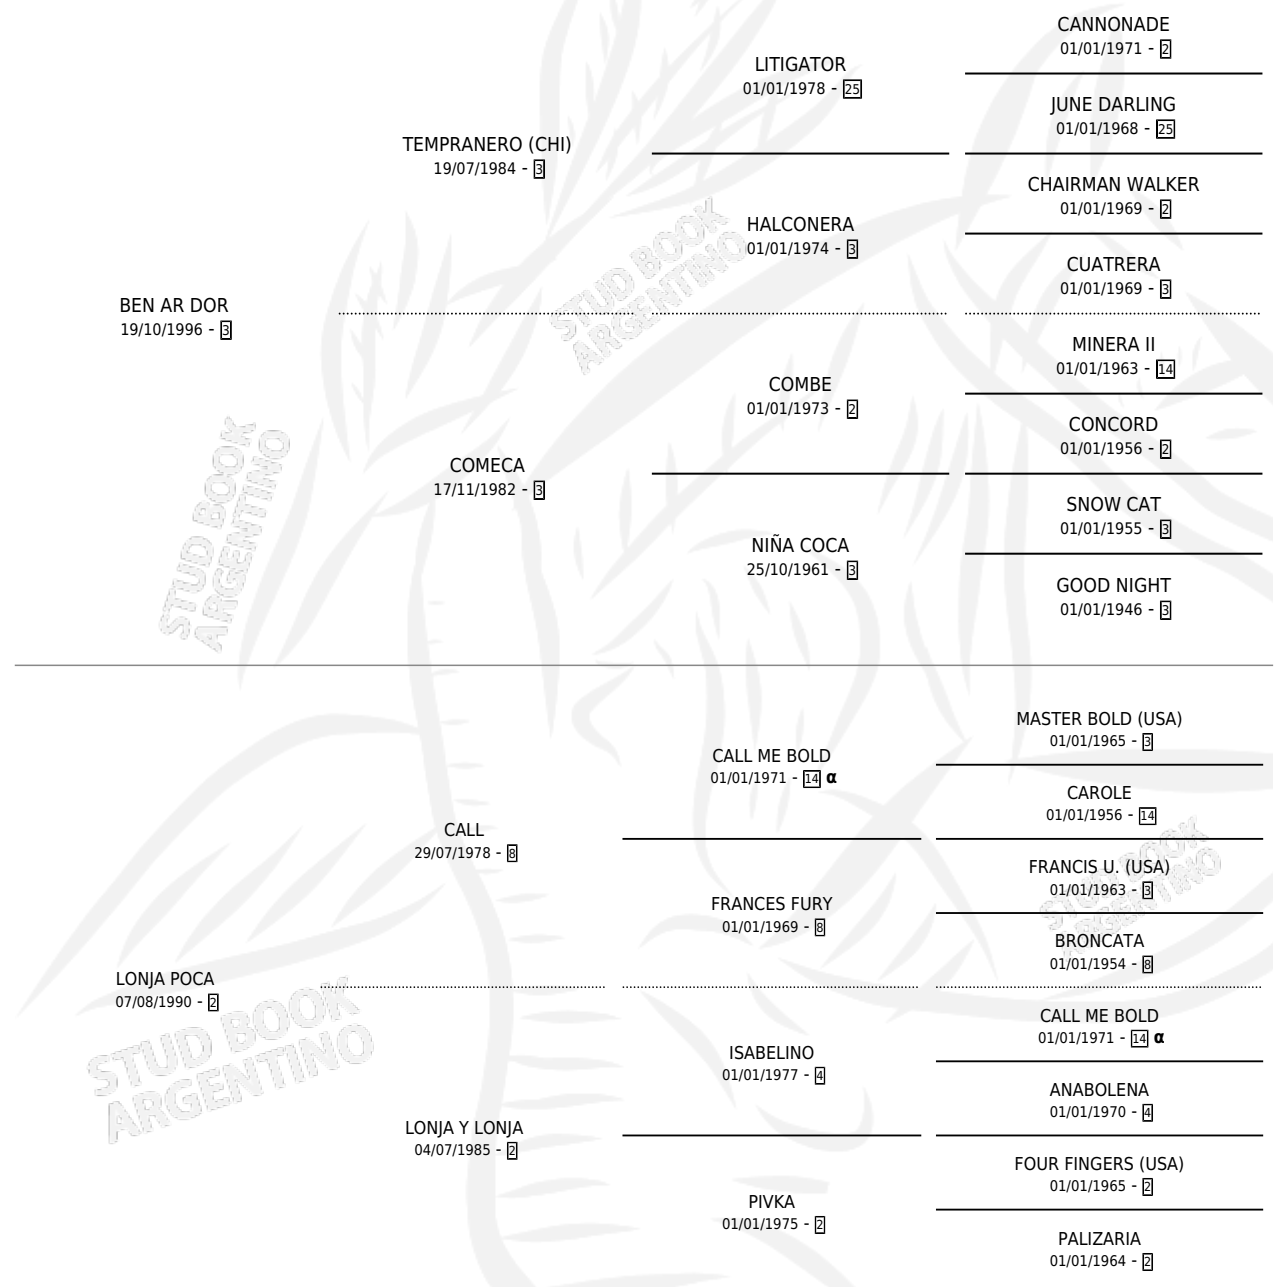 CANNONADE
01/01/1971 - 2
LITIGATOR
01/01/1978 - 25
JUNE DARLING
01/01/1968 - 25
TEMPRANERO (CHI)
19/07/1984 - 3
CHAIRMAN WALKER
01/01/1969 - 2
HALCONERA
01/01/1974 - 3
CUATRERA
01/01/1969 - 3
BEN AR DOR
19/10/1996 - 3
MINERA II
01/01/1963 - 14
COMBE
01/01/1973 - 2
CONCORD
01/01/1956 - 2
COMECA
17/11/1982 - 3
SNOW CAT
01/01/1955 - 3
NIÑA COCA
25/10/1961 - 3
GOOD NIGHT
01/01/1946 - 3
STUD BOOK
ARGENTINO
STUD BOOK
ARGENTINO
MASTER BOLD (USA)
01/01/1965 - 3
CALL ME BOLD
01/01/1971 - 14 α
CAROLE
01/01/1956 - 14
CALL
29/07/1978 - 8
FRANCIS U. (USA)
01/01/1963 - 3
FRANCES FURY
01/01/1969 - 8
BRONCATA
01/01/1954 - 8
LONJA POCA
07/08/1990 - 2
CALL ME BOLD
01/01/1971 - 14 α
ISABELINO
01/01/1977 - 4
ANABOLENA
01/01/1970 - 4
LONJA Y LONJA
04/07/1985 - 2
FOUR FINGERS (USA)
01/01/1965 - 2
PIVKA
01/01/1975 - 2
PALIZARIA
01/01/1964 - 2
STUD BOOK
ARGENTINO
STUD BOOK
ARGENTINO